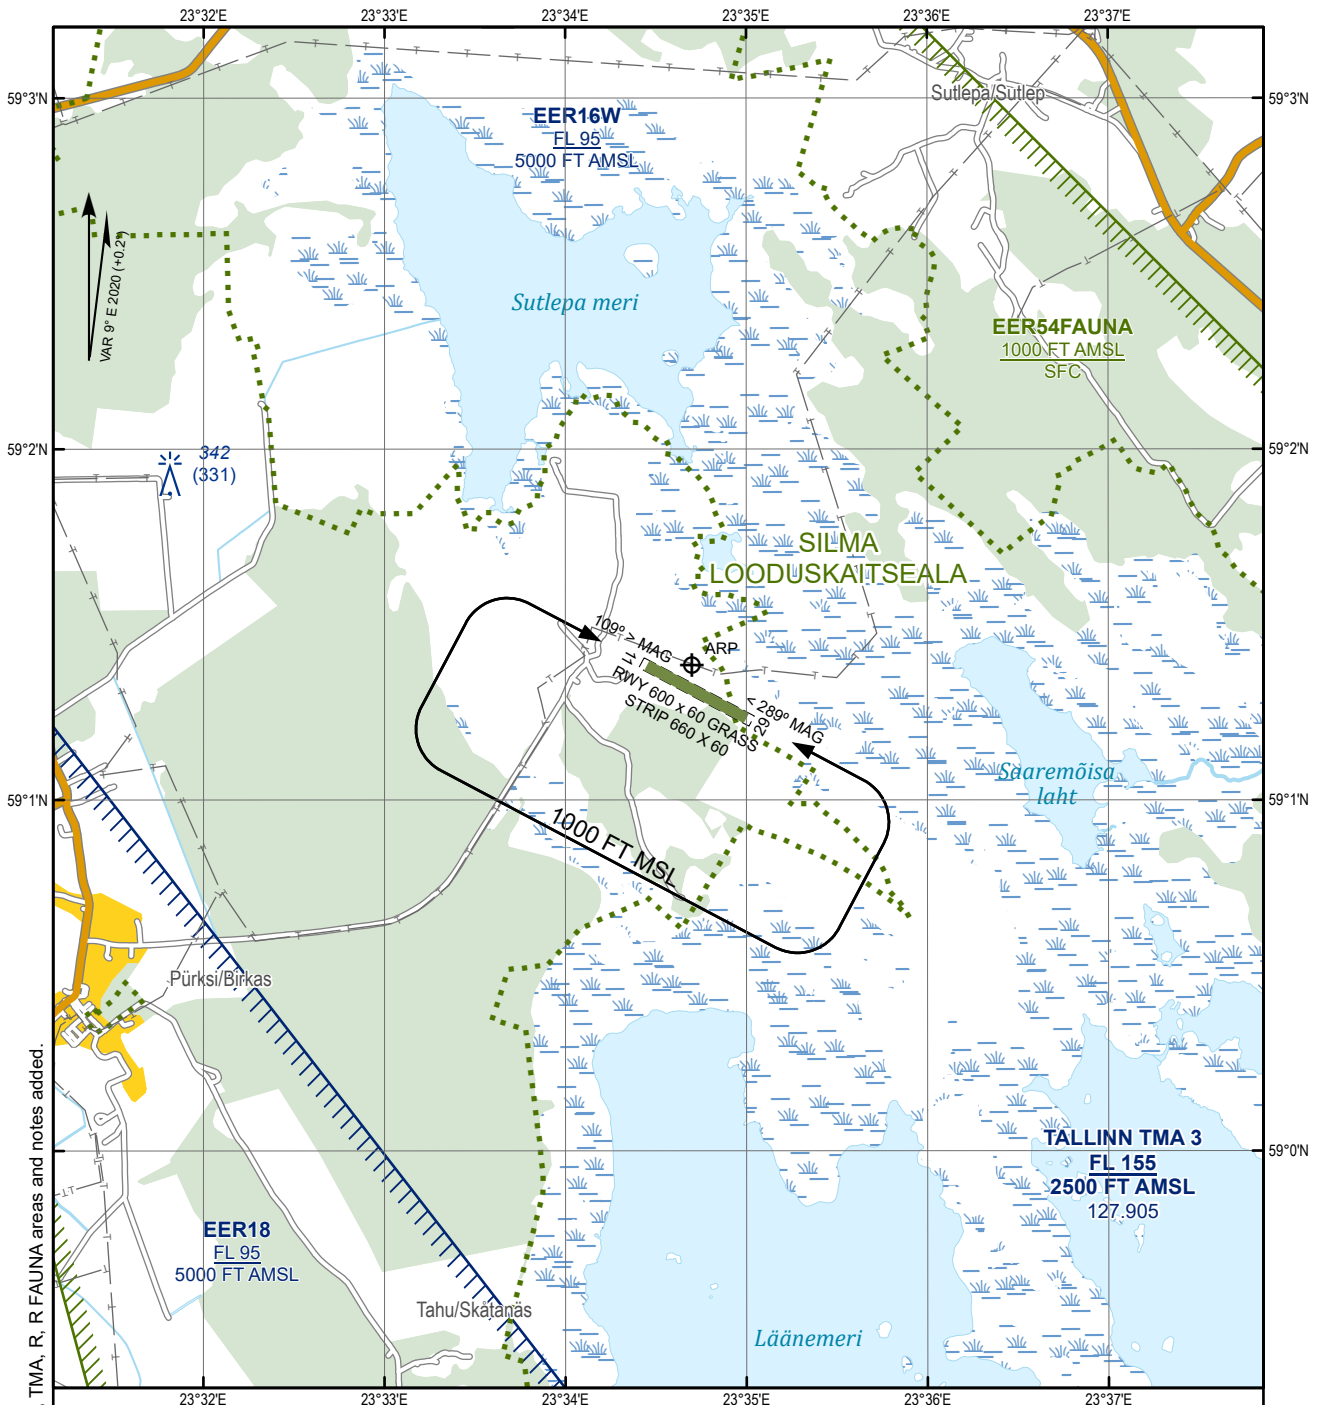 23°32'E
23°33'E
23°34'E
23°35'E
23°36'E
23°37'E
59°3'N
59°3'N
Sutlepa/Sutlep
EER16W
FL 95
5000 FT AMSL
VAR 9° E 2020 (+0.2°)
Sutlepa meri
EER54FAUNA
1000 FT AMSL
SFC
59°2'N
59°2'N
342
(331)
SILMA
LOODUSKAITSEALA
109° > MAG
ARP
11
RWY 600 x 60 GRASS
STRIP 660 X 60
29
< 289° MAG
Saaremõisa
laht
59°1'N
59°1'N
1000 FT MSL
Pürksi/Birkas
TMA, R, R FAUNA areas and notes added.
59°0'N
TALLINN TMA 3
FL 155
2500 FT AMSL
127.905
EER18
FL 95
5000 FT AMSL
Tahu/Skåtanäs
Läänemeri
23°32'E
23°33'E
23°34'E
23°35'E
23°36'E
23°37'E